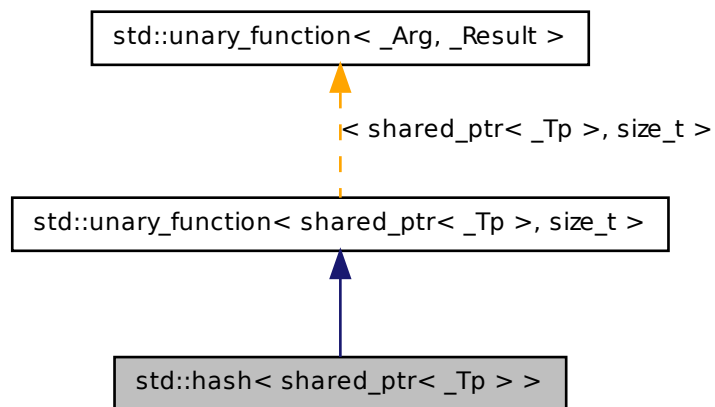 std::unary_function< _Arg, _Result >
< shared_ptr< _Tp >, size_t >
std::unary_function< shared_ptr< _Tp >, size_t >
std::hash< shared_ptr< _Tp > >